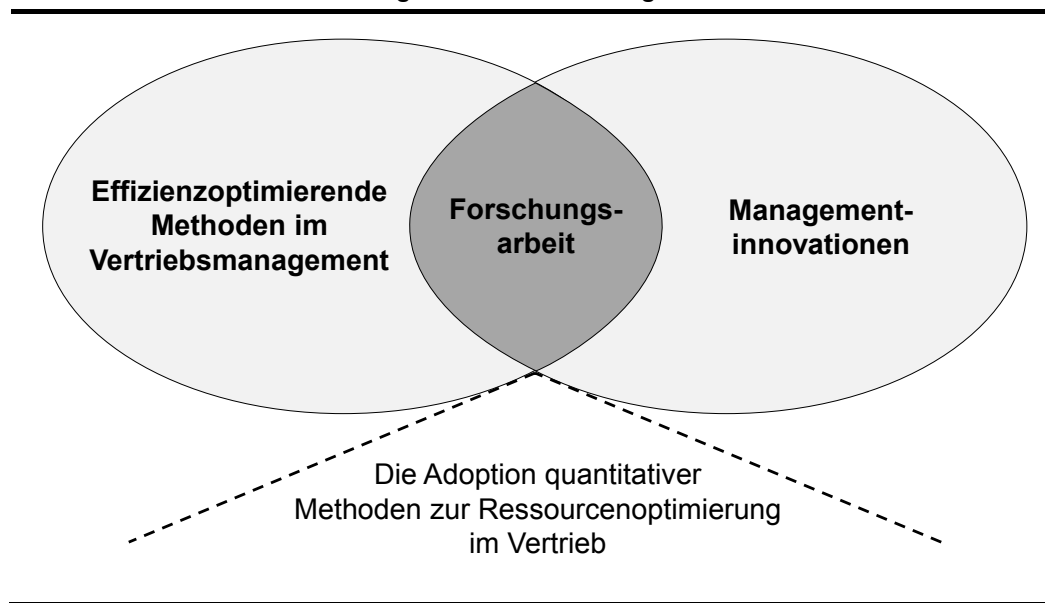 Effizienzoptimierende
Methoden im
Vertriebsmanagement
Forschungs-
arbeit
Management-
innovationen
Die Adoption quantitativer
Methoden zur Ressourcenoptimierung
im Vertrieb